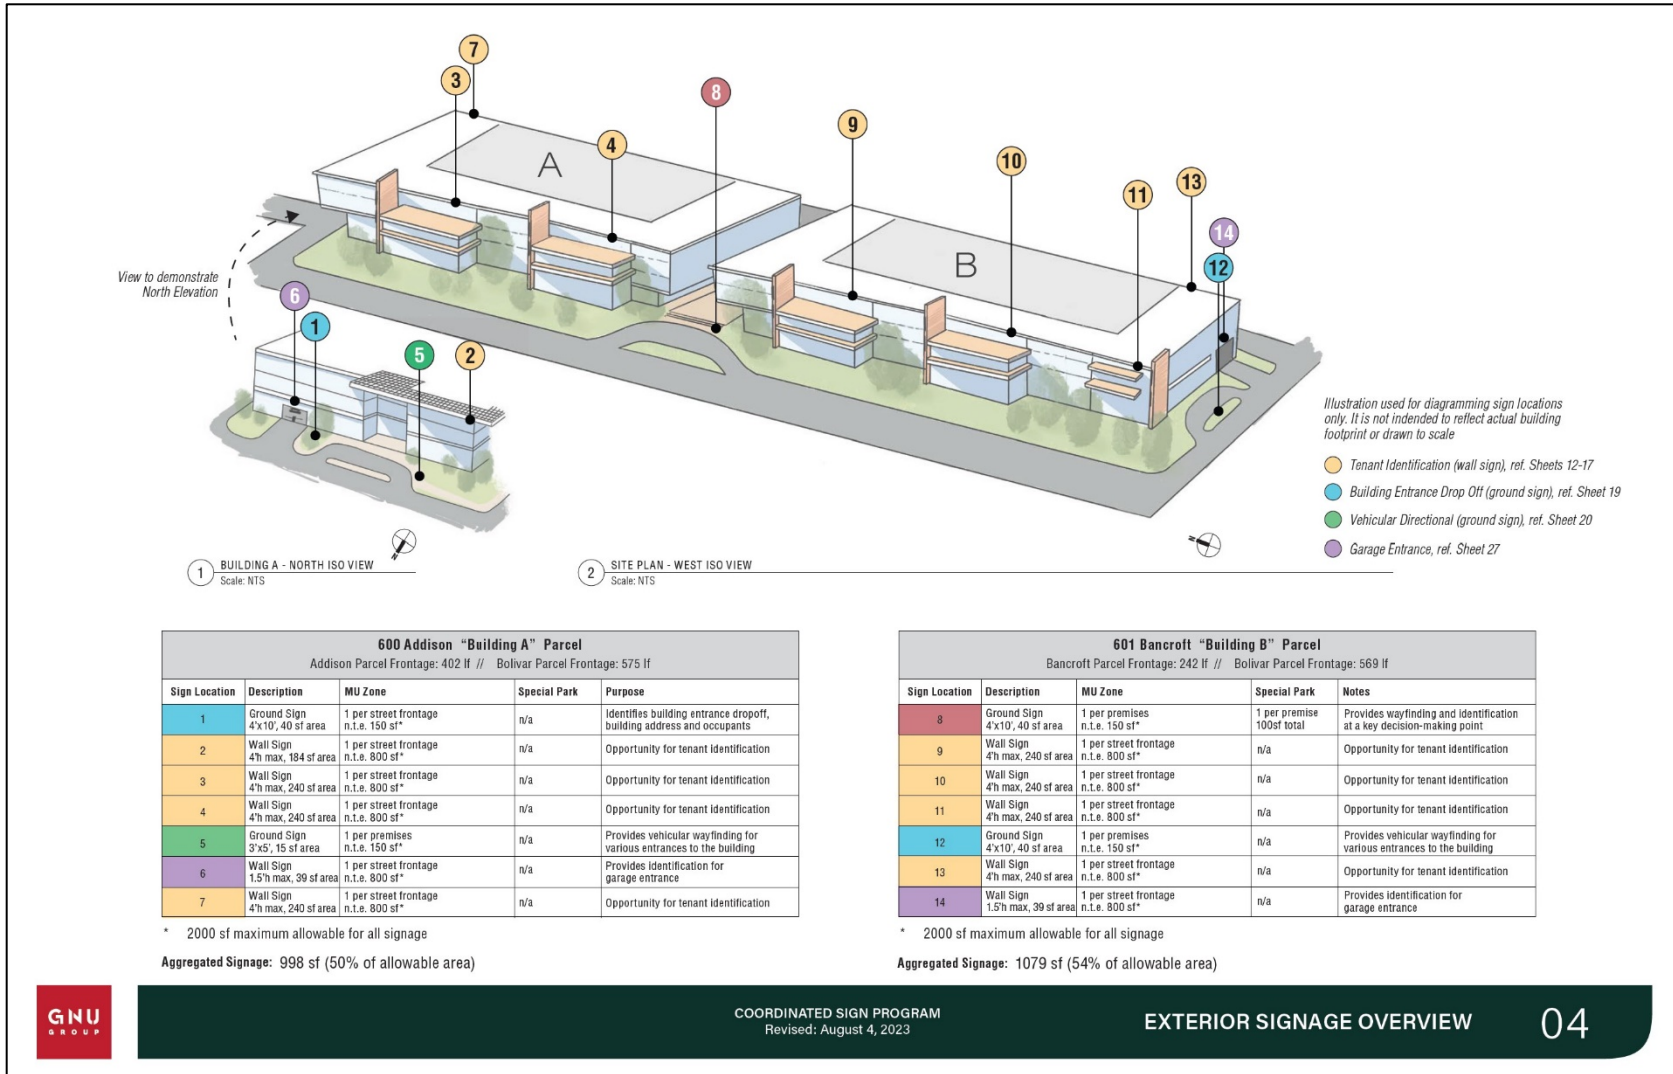 7
3
8
4
9
10
11
13
14
12
A
B
View to demonstrate
North Elevation
6
1
5
2
Illustration used for diagramming sign locations
only. It is not indended to reflect actual building
footprint or drawn to scale
Tenant Identification (wall sign), ref. Sheets 12-17
Building Entrance Drop Off (ground sign), ref. Sheet 19
Vehicular Directional (ground sign), ref. Sheet 20
Garage Entrance, ref. Sheet 27
N
1 BUILDING A - NORTH ISO VIEW
Scale: NTS
N
2 SITE PLAN - WEST ISO VIEW
Scale: NTS
600 Addison “Building A” Parcel
Addison Parcel Frontage: 402 lf // Bolivar Parcel Frontage: 575 lf
Sign Location Description MU Zone Special Park Purpose
1 Ground Sign 1 per street frontage n/a Identifies building entrance dropoff,
4'x10', 40 sf area n.t.e. 150 sf* building address and occupants
2 Wall Sign 1 per street frontage n/a Opportunity for tenant identification
4'h max, 184 sf area n.t.e. 800 sf*
3 Wall Sign 1 per street frontage n/a Opportunity for tenant identification
4'h max, 240 sf area n.t.e. 800 sf*
4 Wall Sign 1 per street frontage n/a Opportunity for tenant identification
4'h max, 240 sf area n.t.e. 800 sf*
5 Ground Sign 1 per premises n/a Provides vehicular wayfinding for
3'x5', 15 sf area n.t.e. 150 sf* various entrances to the building
6 Wall Sign 1 per street frontage n/a Provides identification for
1.5'h max, 39 sf area n.t.e. 800 sf* garage entrance
7 Wall Sign 1 per street frontage n/a Opportunity for tenant identification
4'h max, 240 sf area n.t.e. 800 sf*
* 2000 sf maximum allowable for all signage
Aggregated Signage: 998 sf (50% of allowable area)
601 Bancroft “Building B” Parcel
Bancroft Parcel Frontage: 242 lf // Bolivar Parcel Frontage: 569 lf
Sign Location Description MU Zone Special Park Notes
8 Ground Sign 1 per premises 1 per premise Provides wayfinding and identification
4'x10', 40 sf area n.t.e. 150 sf* 100sf total at a key decision-making point
9 Wall Sign 1 per street frontage n/a Opportunity for tenant identification
4'h max, 240 sf area n.t.e. 800 sf*
10 Wall Sign 1 per street frontage n/a Opportunity for tenant identification
4'h max, 240 sf area n.t.e. 800 sf*
11 Wall Sign 1 per street frontage n/a Opportunity for tenant identification
4'h max, 240 sf area n.t.e. 800 sf*
12 Ground Sign 1 per premises n/a Provides vehicular wayfinding for
4'x10', 40 sf area n.t.e. 150 sf* various entrances to the building
13 Wall Sign 1 per street frontage n/a Opportunity for tenant identification
4'h max, 240 sf area n.t.e. 800 sf*
14 Wall Sign 1 per street frontage n/a Provides identification for
1.5'h max, 39 sf area n.t.e. 800 sf* garage entrance
* 2000 sf maximum allowable for all signage
Aggregated Signage: 1079 sf (54% of allowable area)
GNU
GROUP
COORDINATED SIGN PROGRAM
Revised: August 4, 2023
EXTERIOR SIGNAGE OVERVIEW 04